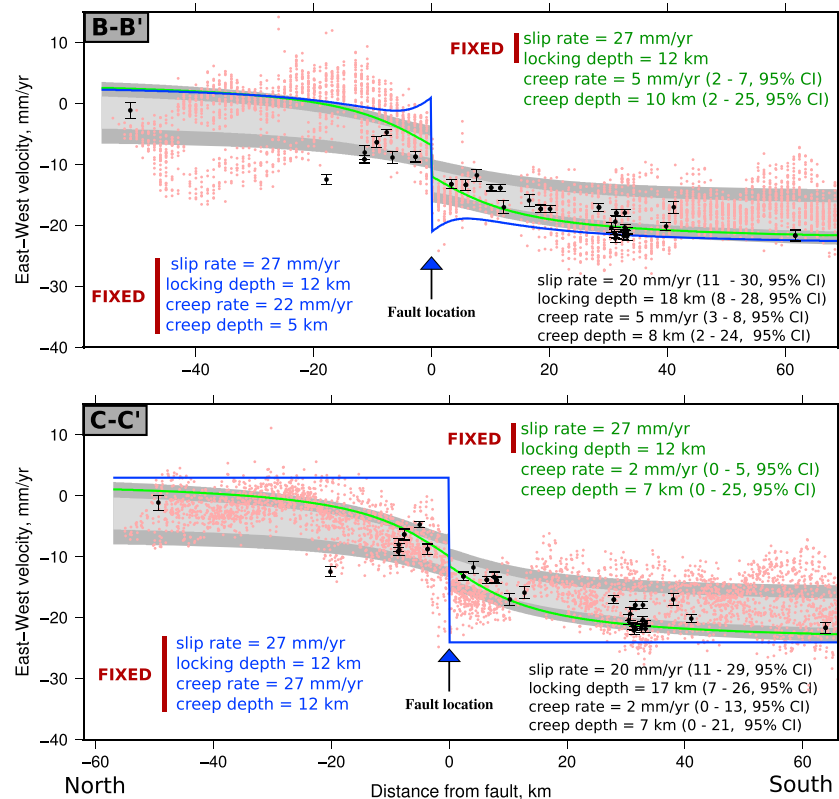 B-B'
FIXED
slip rate = 27 mm/yr
locking depth = 12 km
creep rate = 5 mm/yr (2 - 7, 95% CI)
creep depth = 10 km (2 - 25, 95% CI)
10
0
−10
−20
−30
−40
East−West velocity, mm/yr
FIXED
slip rate = 27 mm/yr
locking depth = 12 km
creep rate = 22 mm/yr
creep depth = 5 km
Fault location
slip rate = 20 mm/yr (11 - 30, 95% CI)
locking depth = 18 km (8 - 28, 95% CI)
creep rate = 5 mm/yr (3 - 8, 95% CI)
creep depth = 8 km (2 - 24, 95% CI)
−40
−20
0
20
40
60
C-C'
FIXED
slip rate = 27 mm/yr
locking depth = 12 km
creep rate = 2 mm/yr (0 - 5, 95% CI)
creep depth = 7 km (0 - 25, 95% CI)
10
0
−10
−20
−30
−40
East−West velocity, mm/yr
FIXED
slip rate = 27 mm/yr
locking depth = 12 km
creep rate = 27 mm/yr
creep depth = 12 km
Fault location
slip rate = 20 mm/yr (11 - 29, 95% CI)
locking depth = 17 km (7 - 26, 95% CI)
creep rate = 2 mm/yr (0 - 13, 95% CI)
creep depth = 7 km (0 - 21, 95% CI)
−60
−40
−20
0
20
40
60
North
Distance from fault, km
South